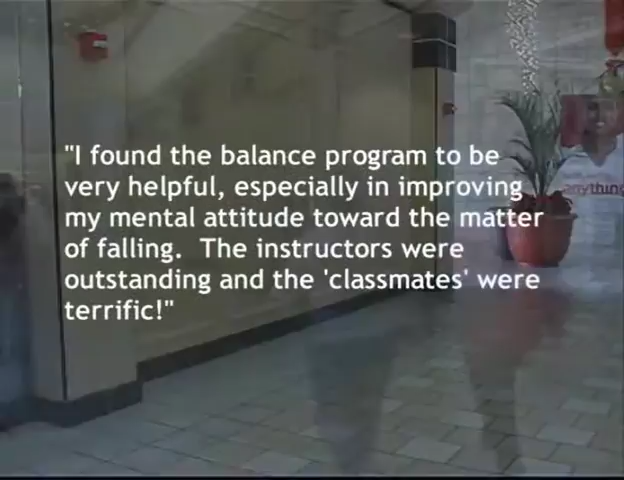 "I found the balance program to be
very helpful, especially in improving
my mental attitude toward the matter
of falling.  The instructors were
outstanding and the 'classmates' were
terrific!"
anything